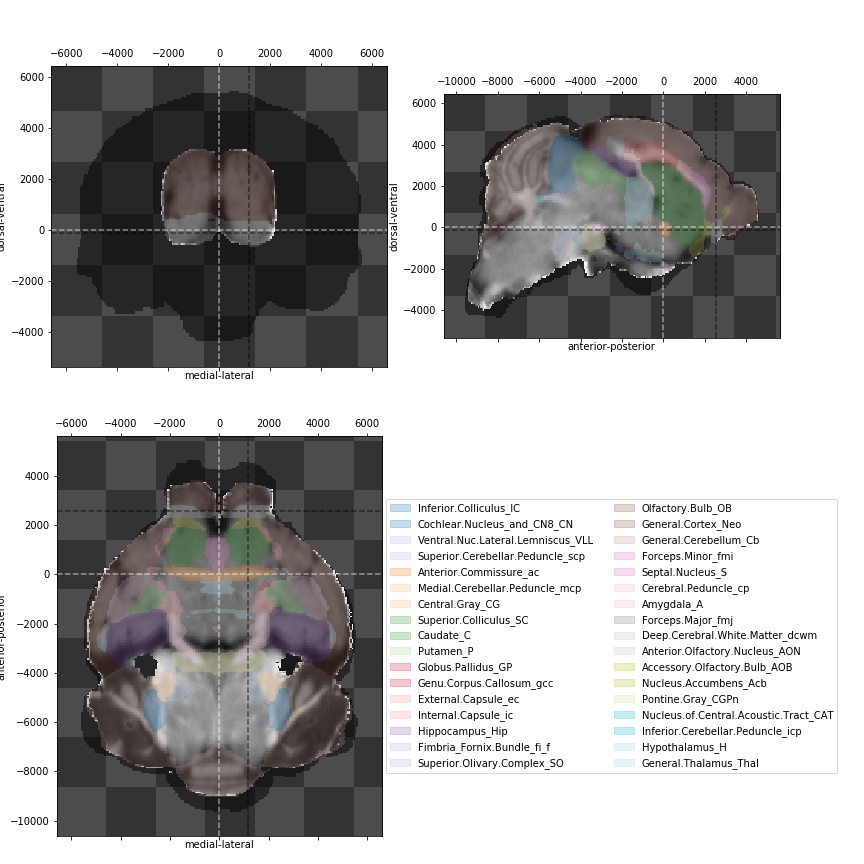 −6000 −4000 −2000 0 2000 4000 6000
6000
4000
2000
0
−2000
−4000
dorsal-ventral
medial-lateral
−10000 −8000 −6000 −4000 −2000 0 2000 4000
6000
4000
2000
0
−2000
−4000
dorsal-ventral
anterior-posterior
−6000 −4000 −2000 0 2000 4000 6000
4000
2000
0
−2000
−4000
−6000
−8000
−10000
anterior-posterior
medial-lateral
Inferior.Colliculus_IC
Cochlear.Nucleus_and_CN8_CN
Ventral.Nuc.Lateral.Lemniscus_VLL
Superior.Cerebellar.Peduncle_scp
Anterior.Commissure_ac
Medial.Cerebellar.Peduncle_mcp
Central.Gray_CG
Superior.Colliculus_SC
Caudate_C
Putamen_P
Globus.Pallidus_GP
Genu.Corpus.Callosum_gcc
External.Capsule_ec
Internal.Capsule_ic
Hippocampus_Hip
Fimbria_Fornix.Bundle_fi_f
Superior.Olivary.Complex_SO
Olfactory.Bulb_OB
General.Cortex_Neo
General.Cerebellum_Cb
Forceps.Minor_fmi
Septal.Nucleus_S
Cerebral.Peduncle_cp
Amygdala_A
Forceps.Major_fmj
Deep.Cerebral.White.Matter_dcwm
Anterior.Olfactory.Nucleus_AON
Accessory.Olfactory.Bulb_AOB
Nucleus.Accumbens_Acb
Pontine.Gray_CGPn
Nucleus.of.Central.Acoustic.Tract_CAT
Inferior.Cerebellar.Peduncle_icp
Hypothalamus_H
General.Thalamus_Thal